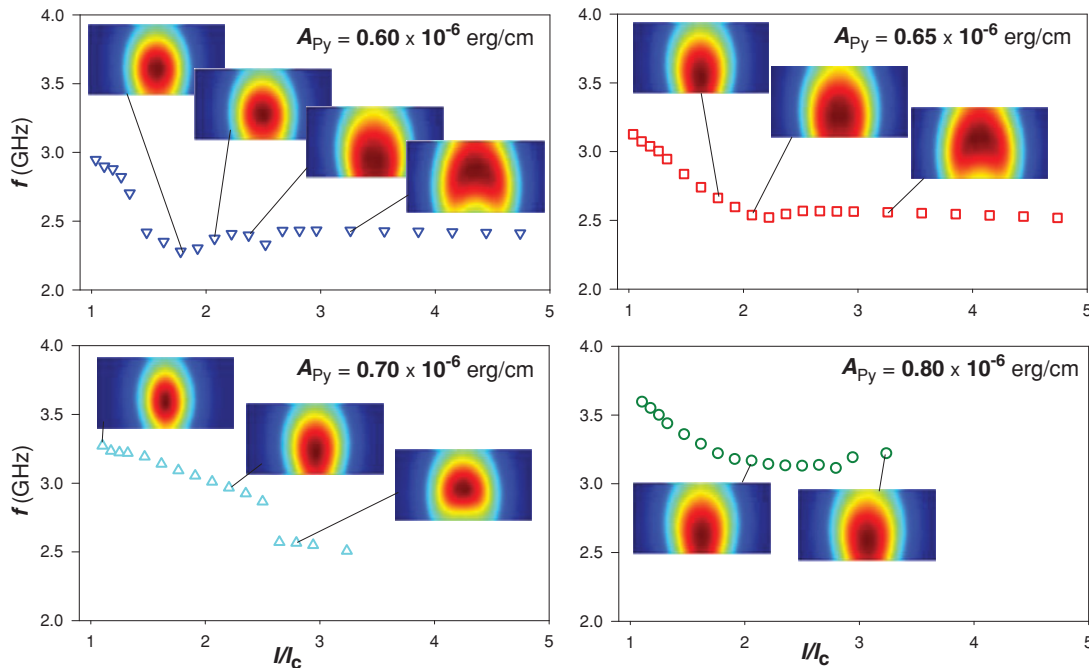 A_Py = 0.60 x 10^-6 erg/cm
f (GHz)
4.0
3.5
3.0
2.5
2.0
1 2 3 4 5
A_Py = 0.65 x 10^-6 erg/cm
4.0
3.5
3.0
2.5
2.0
1 2 3 4 5
A_Py = 0.70 x 10^-6 erg/cm
f (GHz)
4.0
3.5
3.0
2.5
2.0
1 2 3 4 5
I/I_c
A_Py = 0.80 x 10^-6 erg/cm
4.0
3.5
3.0
2.5
2.0
1 2 3 4 5
I/I_c